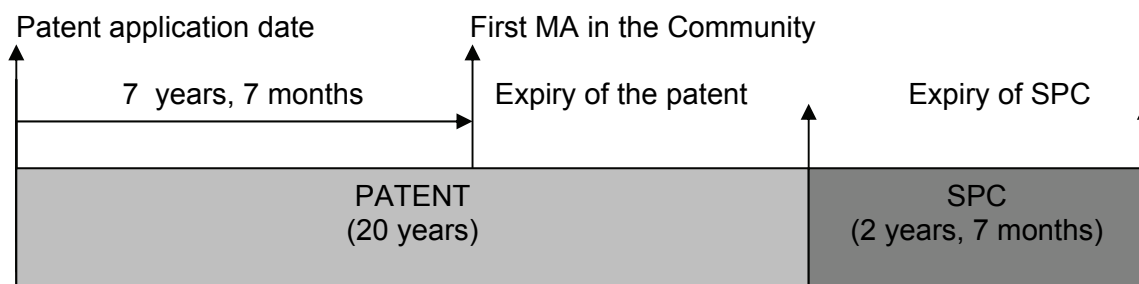 Patent application date
First MA in the Community
7 years, 7 months
Expiry of the patent
Expiry of SPC
PATENT
(20 years)
SPC
(2 years, 7 months)